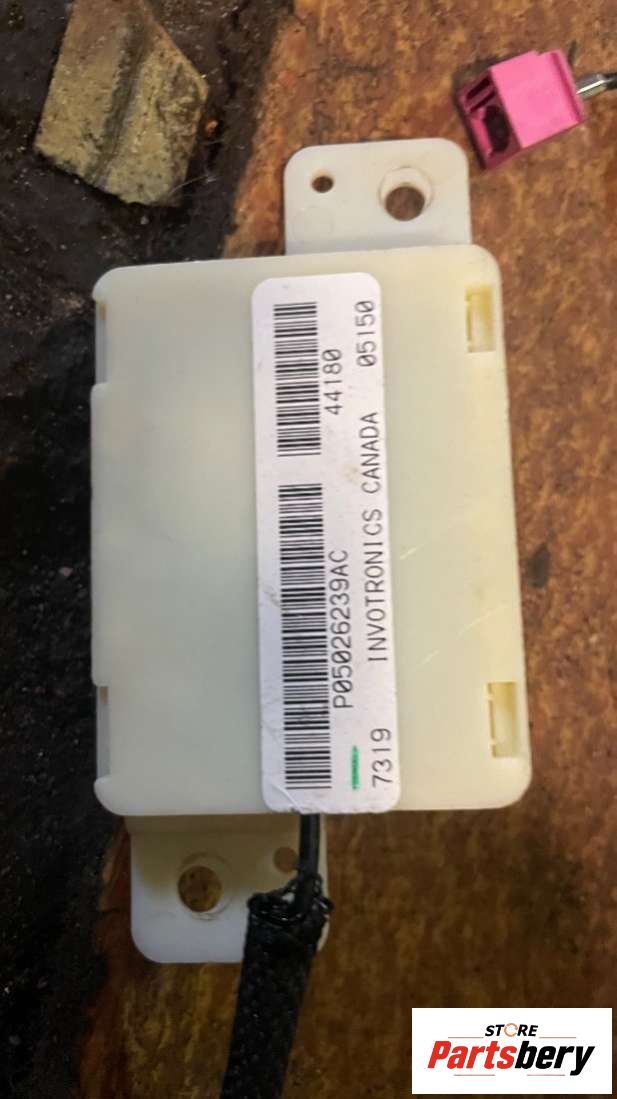 44180
P05026239AC
7319 INVOTRONICS CANADA 05150
STORE
Partsbery